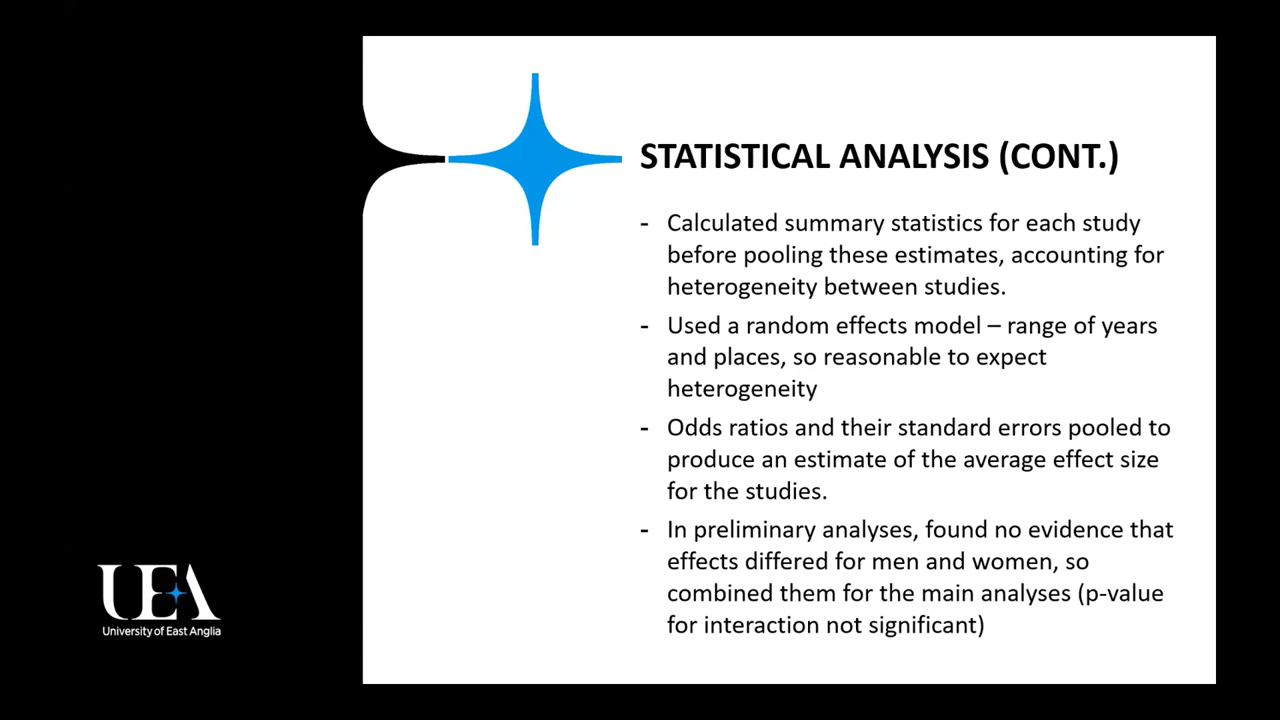 STATISTICAL ANALYSIS (CONT.)
- Calculated summary statistics for each study
before pooling these estimates, accounting for
heterogeneity between studies.
- Used a random effects model – range of years
and places, so reasonable to expect
heterogeneity
- Odds ratios and their standard errors pooled to
produce an estimate of the average effect size
for the studies.
- In preliminary analyses, found no evidence that
effects differed for men and women, so
combined them for the main analyses (p-value
for interaction not significant)
UEA
University of East Anglia